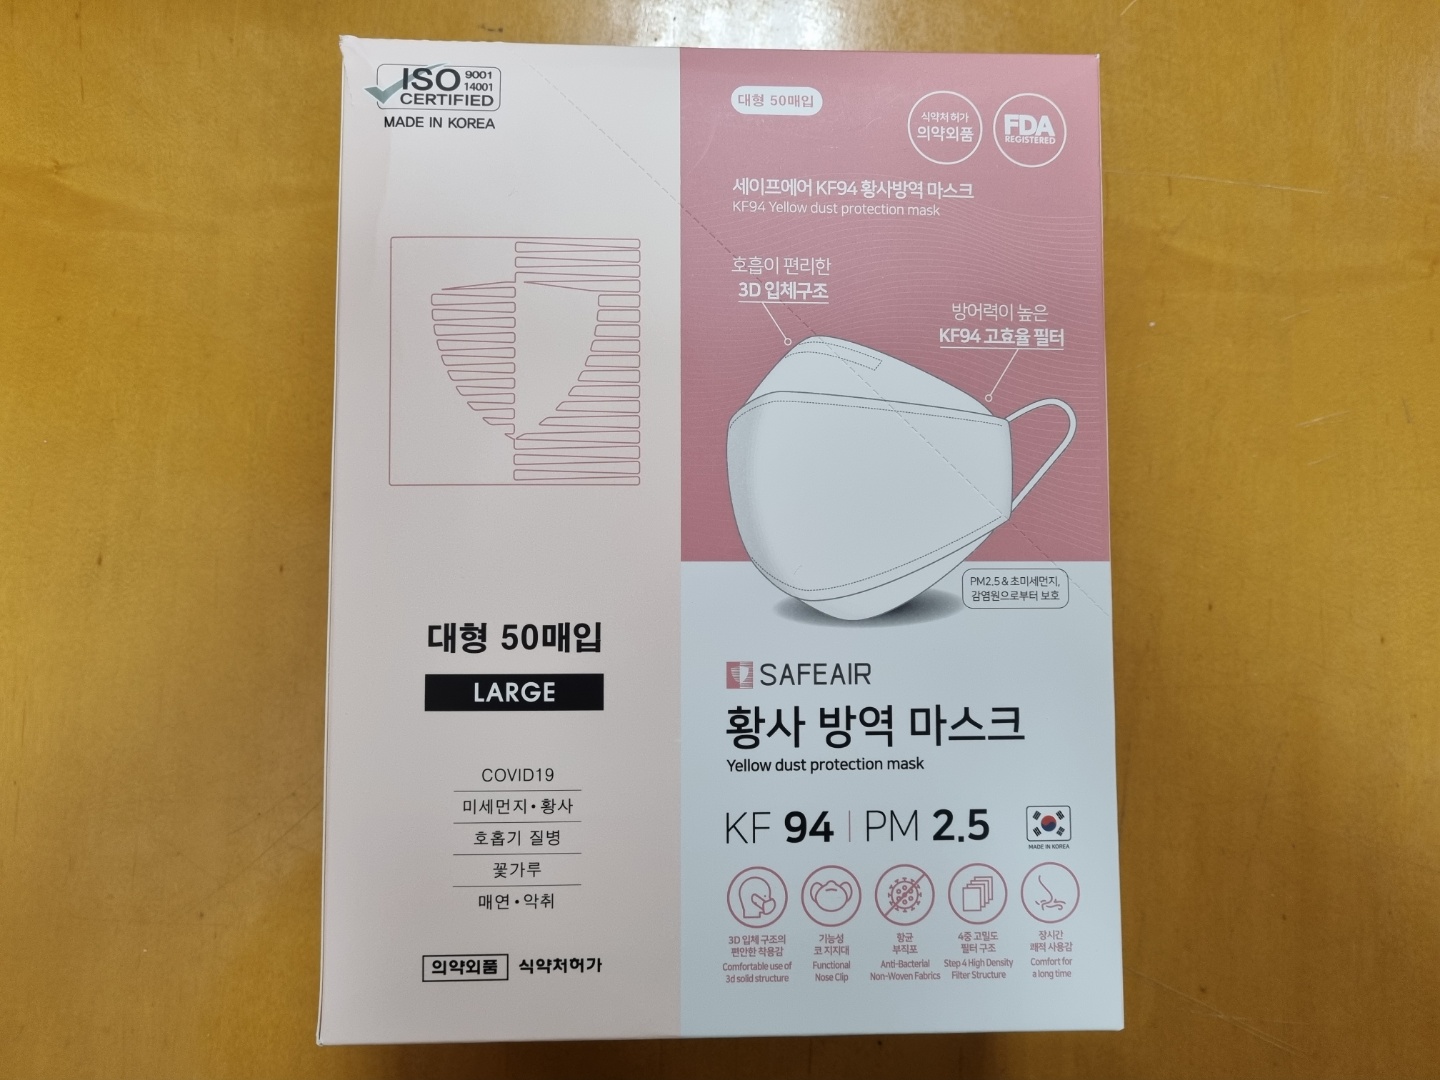 ISO 9001
14001
CERTIFIED
MADE IN KOREA
대형 50매입
LARGE
COVID19
미세먼지•황사
호흡기 질병
꽃가루
매연•악취
의약외품 식약처허가
대형 50매입
식약처 허가
의약외품
FDA
REGISTERED
세이프에어 KF94 황사방역 마스크
KF94 Yellow dust protection mask
호흡이 편리한
3D 입체구조
방어력이 높은
KF94 고효율 필터
PM2.5 & 초미세먼지,
감염원으로부터 보호
SAFEAIR
황사 방역 마스크
Yellow dust protection mask
KF 94 | PM 2.5
MADE IN KOREA
3D 입체 구조의
편안한 착용감
Comfortable use of
3d solid structure
기능성
코 지지대
Functional
Nose Clip
항균
부직포
Anti-Bacterial
Non-Woven Fabrics
4중 고밀도
필터 구조
Step 4 High Density
Filter Structure
장시간
쾌적 사용감
Comfort for
a long time